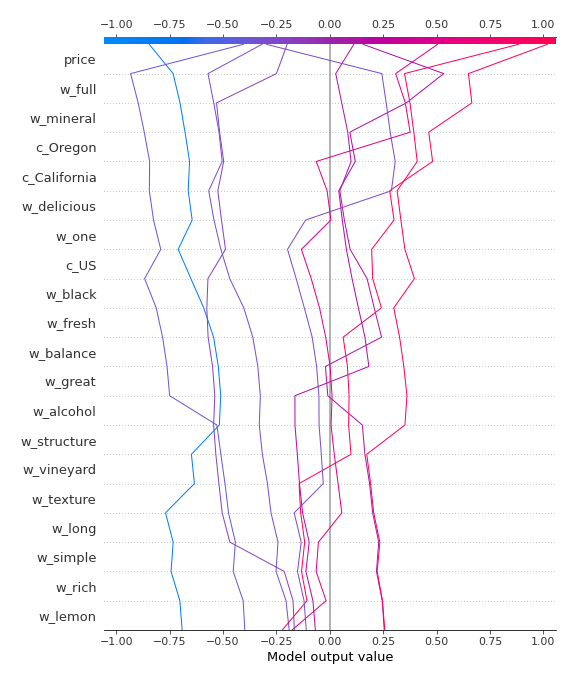 −1.00 −0.75 −0.50 −0.25 0.00 0.25 0.50 0.75 1.00
price
w_full
w_mineral
c_Oregon
c_California
w_delicious
w_one
c_US
w_black
w_fresh
w_balance
w_great
w_alcohol
w_structure
w_vineyard
w_texture
w_long
w_simple
w_rich
w_lemon
−1.00 −0.75 −0.50 −0.25 0.00 0.25 0.50 0.75 1.00
Model output value